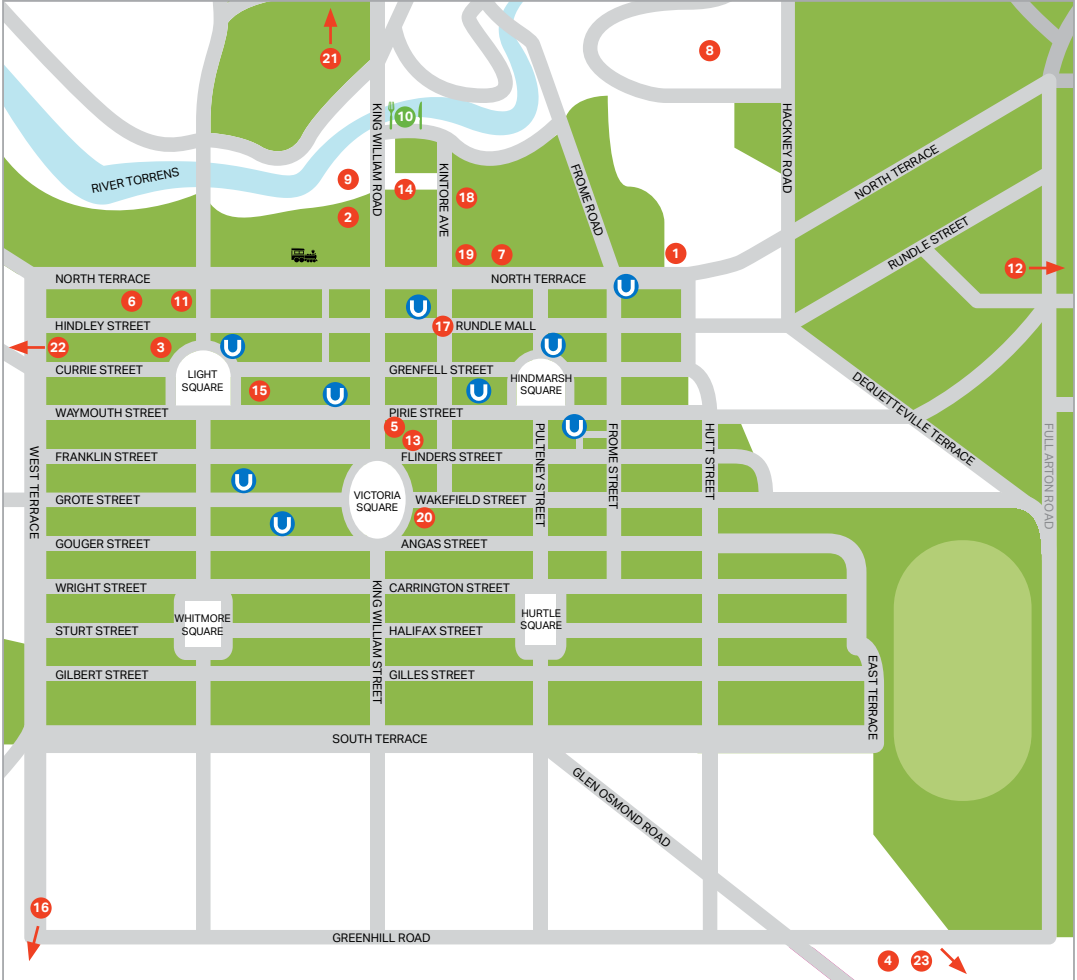 21
8
10
KING WILLIAM ROAD
HACKNEY ROAD
RIVER TORRENS
9
14
KINTORE AVE
18
FROME ROAD
NORTH TERRACE
2
19
7
1
RUNDLE STREET
12
NORTH TERRACE
NORTH TERRACE
U
6
11
U
HINDLEY STREET
17
RUNDLE MALL
22
3
U
U
CURRIE STREET
LIGHT
SQUARE
GRENFELL STREET
HINDMARSH
SQUARE
15
U
U
DEQUETTEVILLE TERRACE
WAYMOUTH STREET
PIRIE STREET
5
13
U
WEST TERRACE
FRANKLIN STREET
FLINDERS STREET
PULTENEY STREET
FROME STREET
HUTT STREET
FULL ARTON ROAD
U
GROTE STREET
VICTORIA
SQUARE
WAKEFIELD STREET
20
U
GOUGER STREET
ANGAS STREET
WRIGHT STREET
KING WILLIAM STREET
CARRINGTON STREET
WHITMORE
SQUARE
HURTLE
SQUARE
STURT STREET
HALIFAX STREET
GILBERT STREET
GILLES STREET
EAST TERRACE
SOUTH TERRACE
GLEN OSMOND ROAD
16
GREENHILL ROAD
4
23